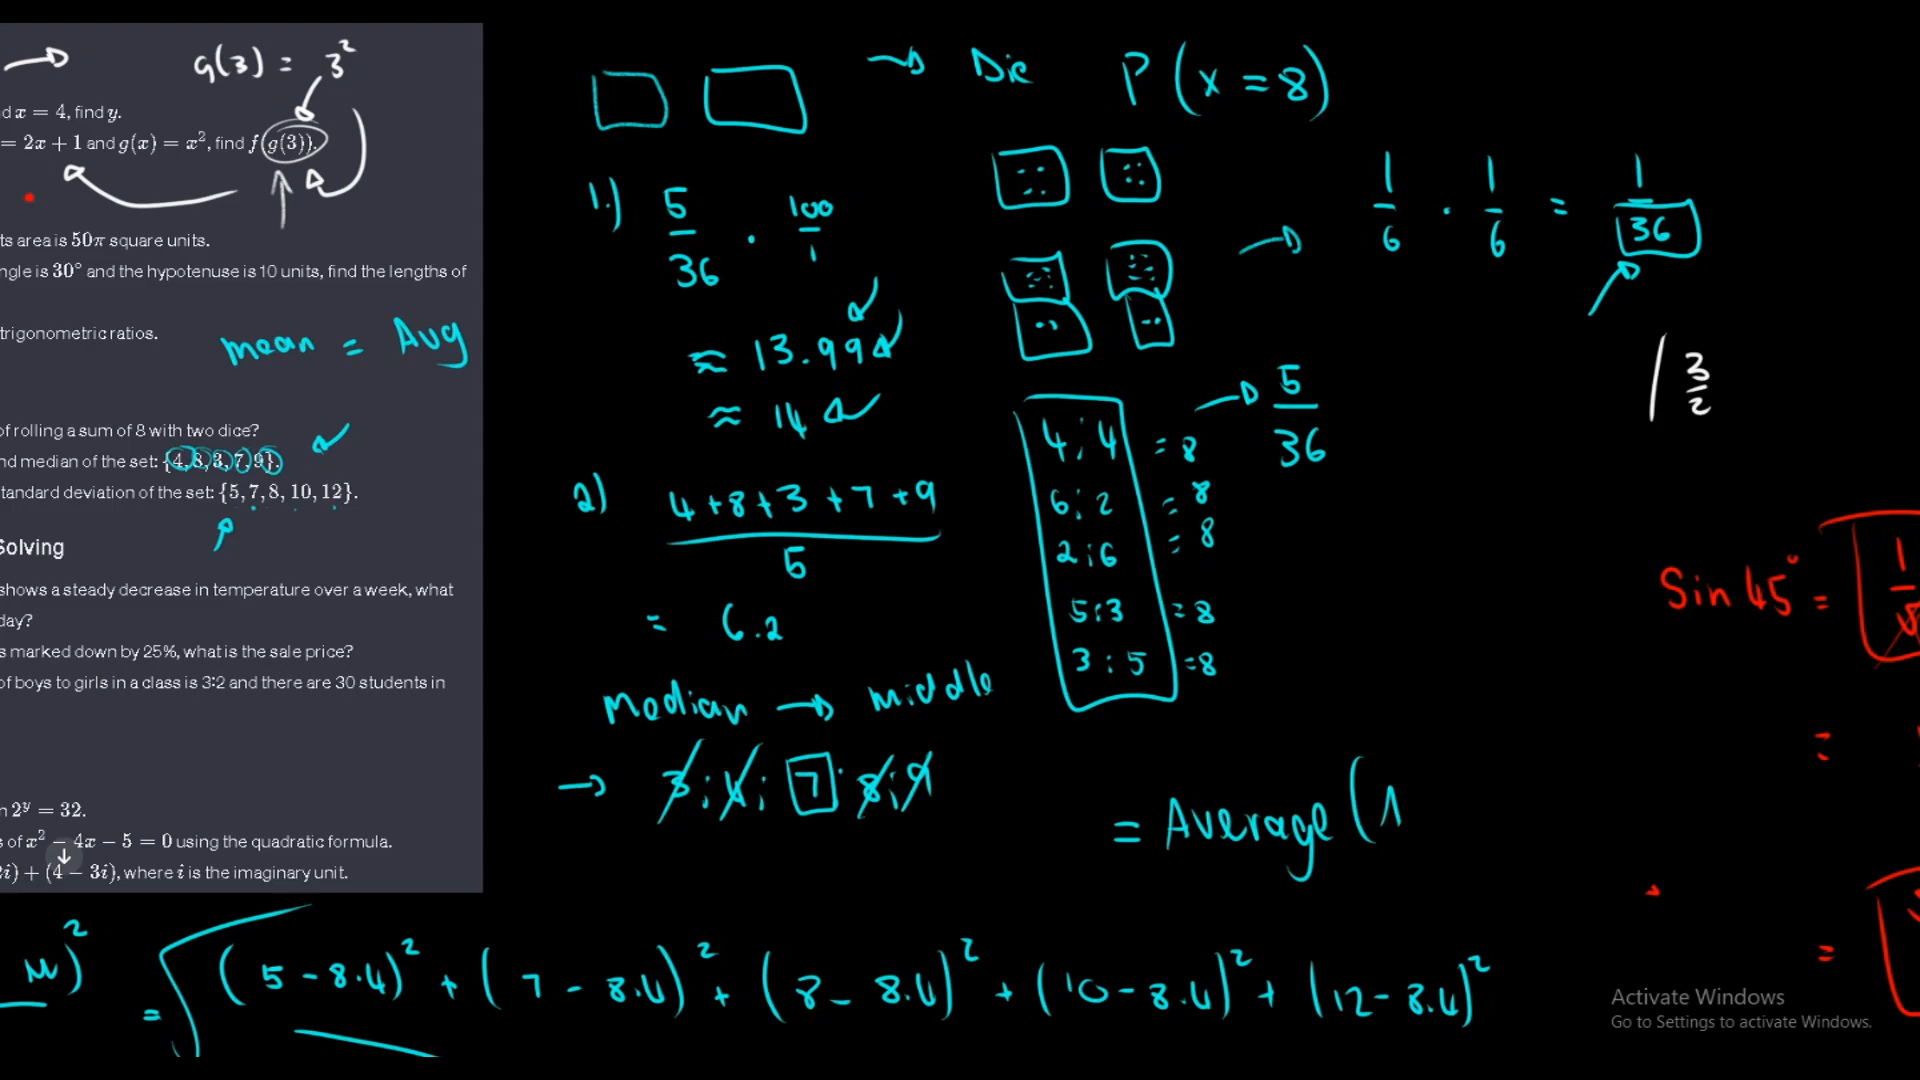 g(3) = 3²
d x = 4, find y.
= 2x + 1 and g(x) = x², find f(g(3)).
ts area is 50π square units.
ngle is 30° and the hypotenuse is 10 units, find the lengths of
trigonometric ratios.
mean = Avg
of rolling a sum of 8 with two dice?
nd median of the set: {4, 8, 3, 7, 9}.
tandard deviation of the set: {5, 7, 8, 10, 12}.
Solving
shows a steady decrease in temperature over a week, what
day?
s marked down by 25%, what is the sale price?
of boys to girls in a class is 3:2 and there are 30 students in
n 2^y = 32.
s of x² − 4x − 5 = 0 using the quadratic formula.
2i) + (4 − 3i), where i is the imaginary unit.
→ Die P(x = 8)
1.) 5/36 · 100/1
≈ 13.99
≈ 14
1/6 · 1/6 = 1/36
3/2
4 ; 4 = 8
6 ; 2 = 8
2 ; 6 = 8
5 ; 3 = 8
3 ; 5 = 8
→ 5/36
2) 4+8+3+7+9
5
= 6.2
Median → middle
→ 3 ; 4 ; 7 ; 8 ; 9
= Average (1
Sin 45° =
=
=
μ)² = √(5 − 8.4)² + (7 − 8.4)² + (8 − 8.4)² + (10 − 8.4)² + (12 − 8.4)²
Activate Windows
Go to Settings to activate Windows.